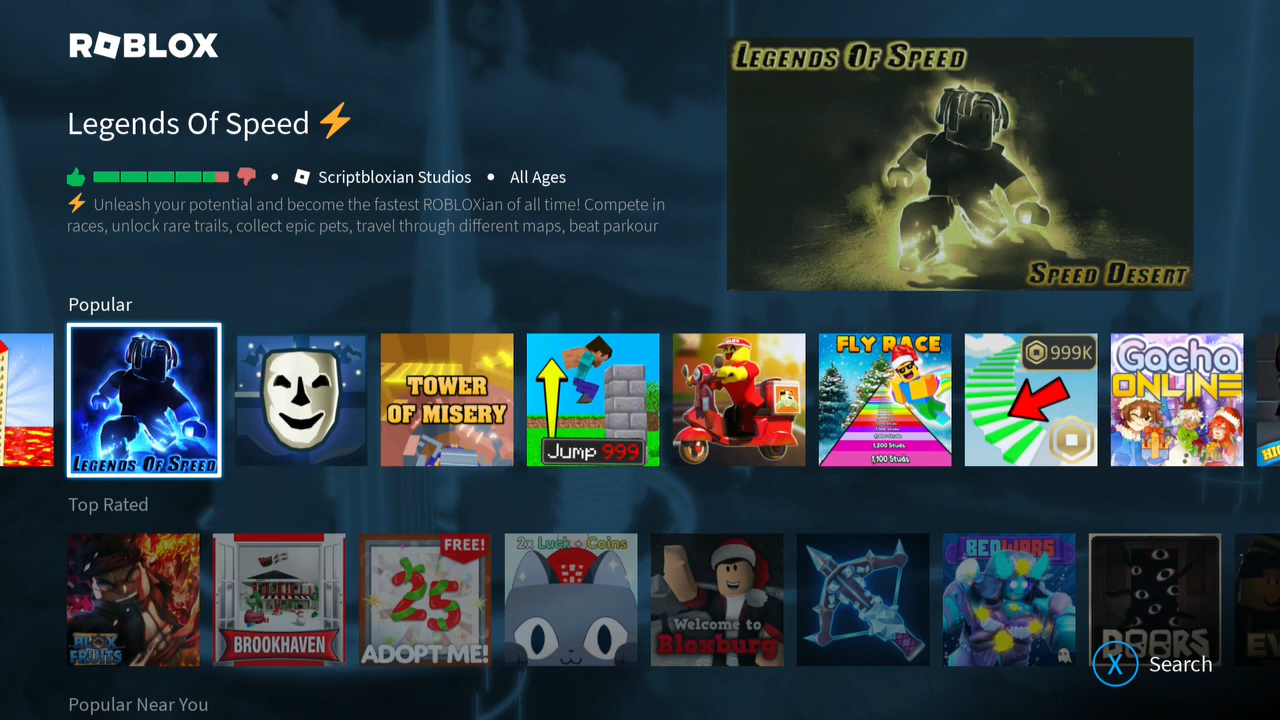 ROBLOX
LEGENDS OF SPEED
Legends Of Speed ⚡
• Scriptbloxian Studios • All Ages
⚡ Unleash your potential and become the fastest ROBLOXian of all time! Compete in
races, unlock rare trails, collect epic pets, travel through different maps, beat parkour
SPEED DESERT
Popular
LEGENDS OF SPEED
TOWER
OF MISERY
Jump 999
FLY RACE
1,200 Studs
1,100 Studs
999K
Gacha
ONLINE
Top Rated
BLOX
FRUITS
BROOKHAVEN
FREE!
25
ADOPT ME!
2x Luck + Coins
Welcome to
Bloxburg
BEDWARS
DOORS
X Search
Popular Near You